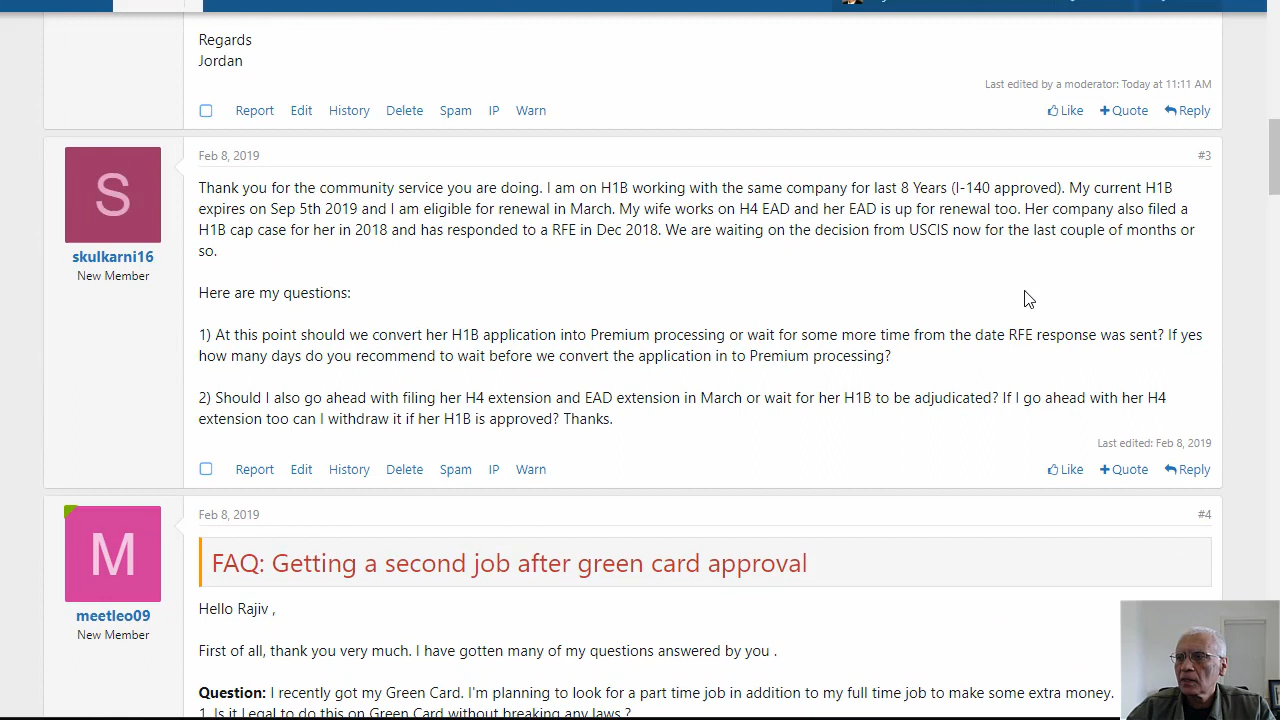 Regards
Jordan
Last edited by a moderator: Today at 11:11 AM
Report Edit History Delete Spam IP Warn
Like + Quote Reply
Feb 8, 2019
#3
S
skulkarni16
New Member
Thank you for the community service you are doing. I am on H1B working with the same company for last 8 Years (I-140 approved). My current H1B
expires on Sep 5th 2019 and I am eligible for renewal in March. My wife works on H4 EAD and her EAD is up for renewal too. Her company also filed a
H1B cap case for her in 2018 and has responded to a RFE in Dec 2018. We are waiting on the decision from USCIS now for the last couple of months or
so.
Here are my questions:
1) At this point should we convert her H1B application into Premium processing or wait for some more time from the date RFE response was sent? If yes
how many days do you recommend to wait before we convert the application in to Premium processing?
2) Should I also go ahead with filing her H4 extension and EAD extension in March or wait for her H1B to be adjudicated? If I go ahead with her H4
extension too can I withdraw it if her H1B is approved? Thanks.
Last edited: Feb 8, 2019
Report Edit History Delete Spam IP Warn
Like + Quote Reply
Feb 8, 2019
#4
M
meetleo09
New Member
FAQ: Getting a second job after green card approval
Hello Rajiv ,
First of all, thank you very much. I have gotten many of my questions answered by you .
Question: I recently got my Green Card. I'm planning to look for a part time job in addition to my full time job to make some extra money.
1. Is it Legal to do this on Green Card without breaking any laws ?